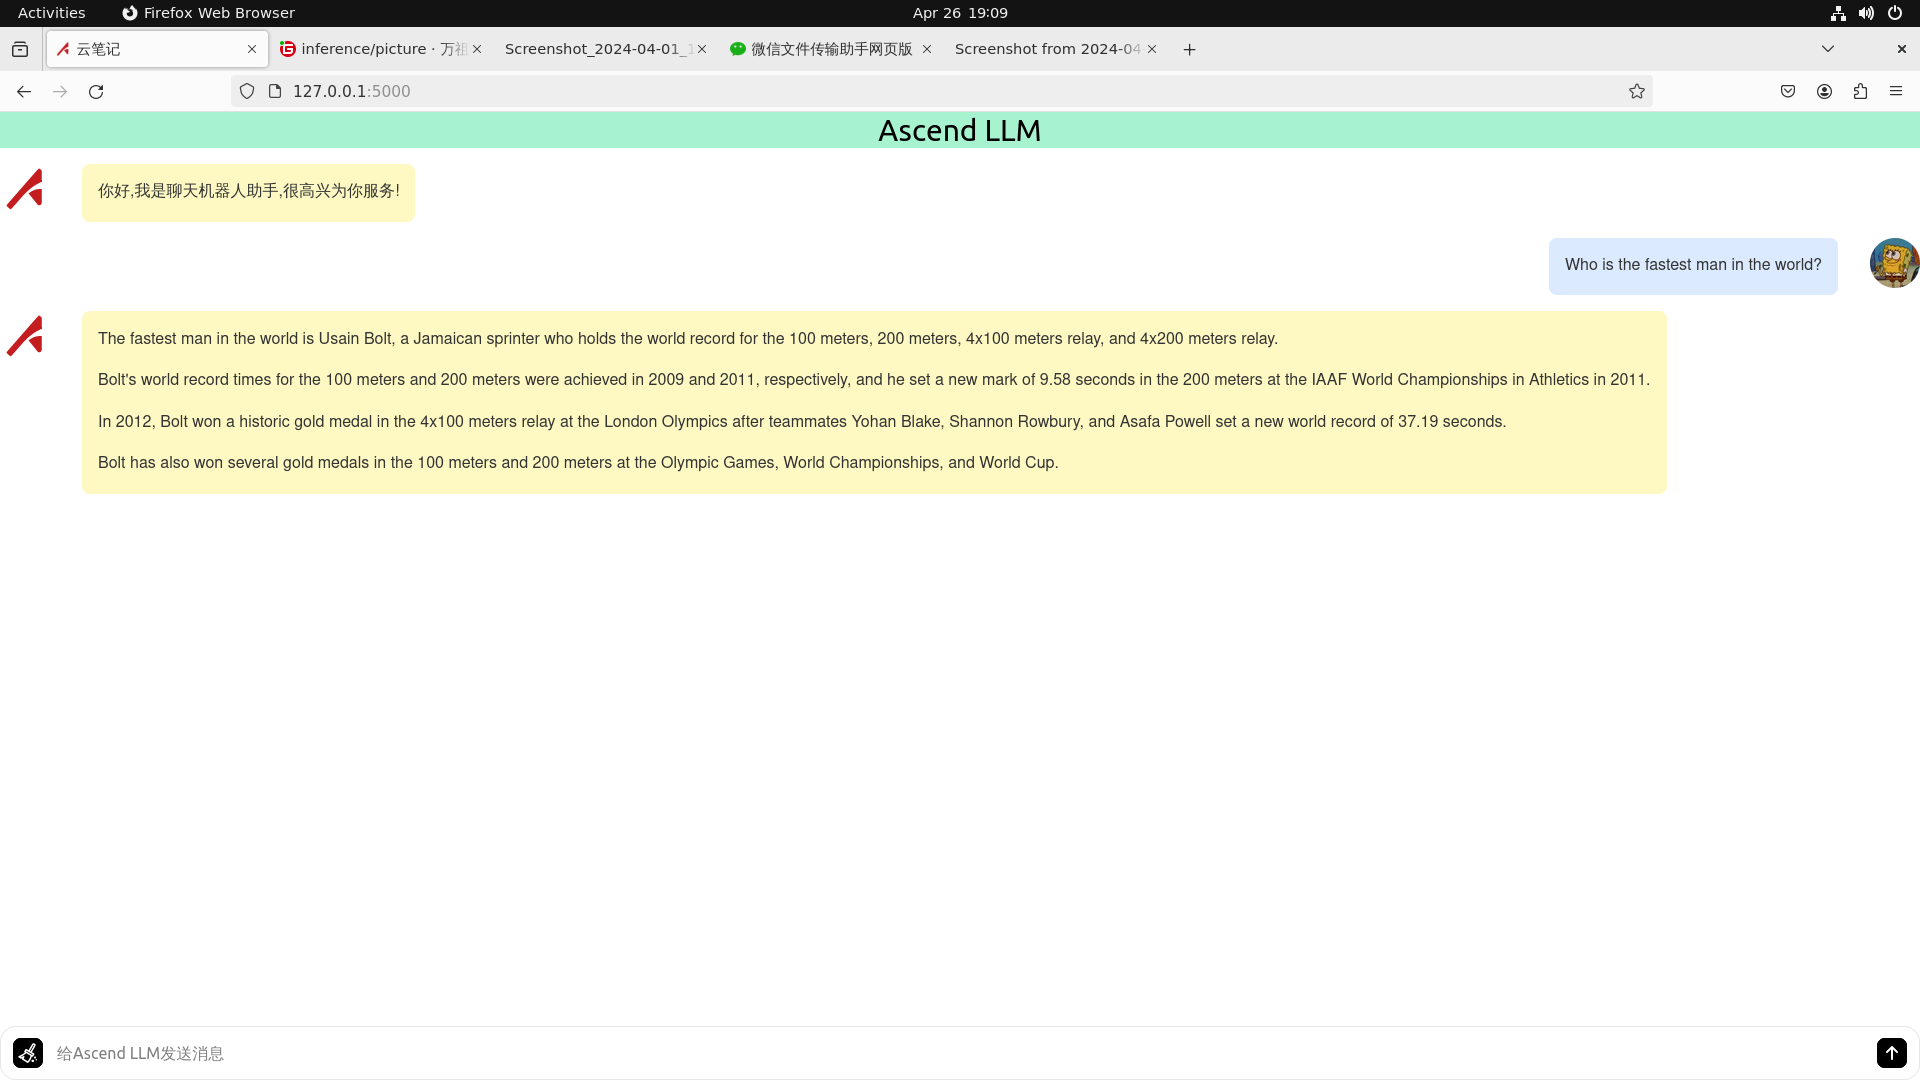 Activities
Firefox Web Browser
Apr 26 19:09
云笔记
inference/picture · 万祖
Screenshot_2024-04-01_1
微信文件传输助手网页版
Screenshot from 2024-04
127.0.0.1:5000
Ascend LLM
你好,我是聊天机器人助手,很高兴为你服务!
Who is the fastest man in the world?
The fastest man in the world is Usain Bolt, a Jamaican sprinter who holds the world record for the 100 meters, 200 meters, 4x100 meters relay, and 4x200 meters relay.
Bolt's world record times for the 100 meters and 200 meters were achieved in 2009 and 2011, respectively, and he set a new mark of 9.58 seconds in the 200 meters at the IAAF World Championships in Athletics in 2011.
In 2012, Bolt won a historic gold medal in the 4x100 meters relay at the London Olympics after teammates Yohan Blake, Shannon Rowbury, and Asafa Powell set a new world record of 37.19 seconds.
Bolt has also won several gold medals in the 100 meters and 200 meters at the Olympic Games, World Championships, and World Cup.
给Ascend LLM发送消息